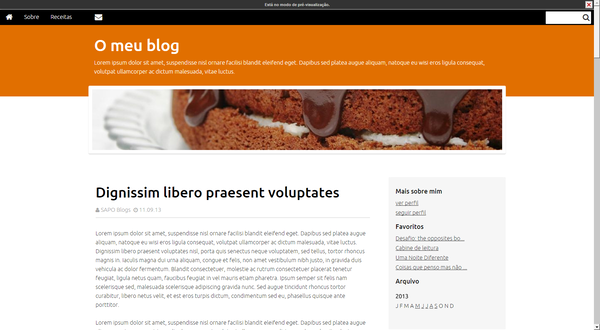 Está no modo de pré-visualização.
Sobre Receitas
O meu blog
Lorem ipsum dolor sit amet, suspendisse nisl ornare facilisi blandit eleifend eget. Dapibus sed platea augue aliquam, natoque eu wisi eros ligula consequat,
volutpat ullamcorper ac dictum malesuada, vitae luctus.
Dignissim libero praesent voluptates
SAPO Blogs 11.09.13
Lorem ipsum dolor sit amet, suspendisse nisl ornare facilisi blandit eleifend eget. Dapibus sed platea augue
aliquam, natoque eu wisi eros ligula consequat, volutpat ullamcorper ac dictum malesuada, vitae luctus.
Dignissim libero praesent voluptates nisl, porta quis senectus neque voluptatem, sed tellus, tortor rhoncus
magnis in. Iaculis magna dui urna aliquam, congue et felis, non amet vestibulum nibh justo, in gravida duis
vehicula ac dolor fermentum. Blandit consectetuer, molestie ac rutrum consectetuer placerat tenetur
feugiat, ligula netus quam, faucibus feugiat in vel mauris etiam pharetra. Ipsum semper sit felis nam
scelerisque sed, malesuada scelerisque adipiscing gravida nunc. Sed augue tincidunt rhoncus tortor
curabitur, libero netus velit, et est eros turpis dictum, condimentum sed eu, phasellus quisque ante
porttitor.
Lorem ipsum dolor sit amet, suspendisse nisl ornare facilisi blandit eleifend eget. Dapibus sed platea augue
Mais sobre mim
ver perfil
seguir perfil
Favoritos
Desafio: the opposites bo...
Cabine de leitura
Uma Noite Diferente
Coisas que penso mas não ...
Arquivo
2013
J F M A M J J A S O N D